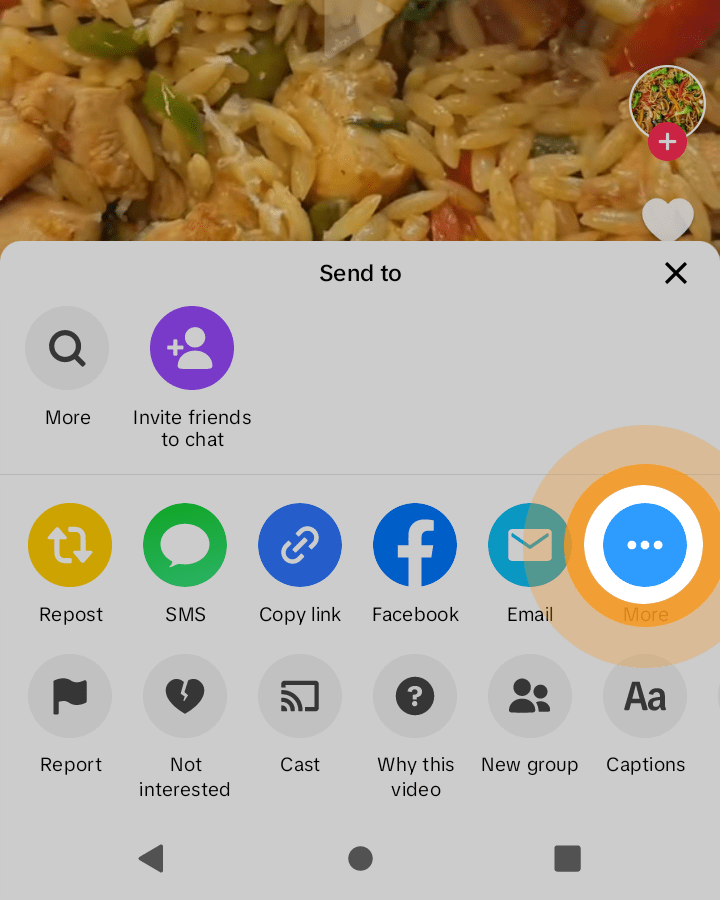 Send to
More
Invite friends
to chat
Repost
SMS
Copy link
Facebook
Email
More
Report
Not
interested
Cast
Why this
video
New group
Aa
Captions